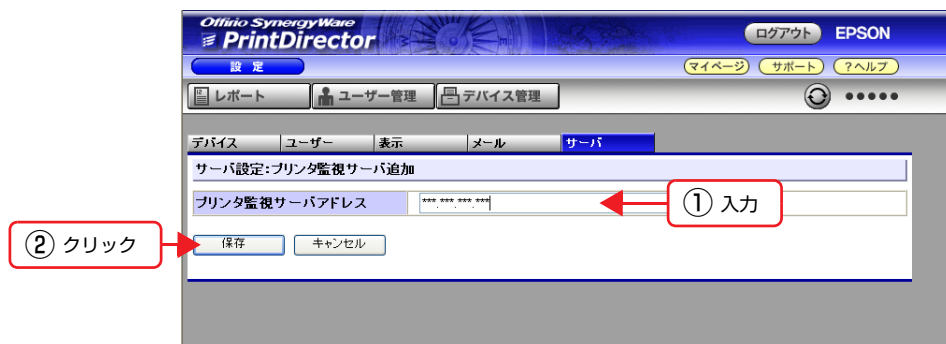 Offirio SynergyWare
PrintDirector
ログアウト EPSON
設定
マイページ サポート ?ヘルプ
レポート ユーザー管理 デバイス管理
デバイス ユーザー 表示 メール サーバ
サーバ設定:プリンタ監視サーバ追加
プリンタ監視サーバアドレス ***.***.***.***
① 入力
② クリック
保存 キャンセル